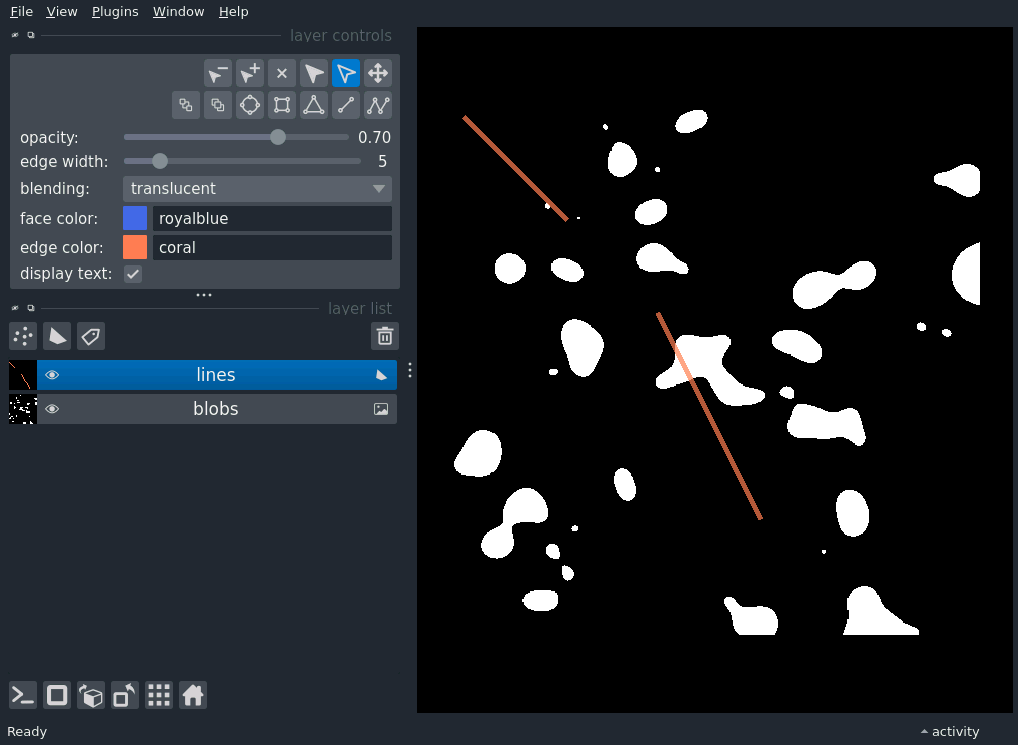 File View Plugins Window Help
layer controls
opacity: 0.70
edge width: 5
blending: translucent
face color: royalblue
edge color: coral
display text:
layer list
lines
blobs
Ready activity